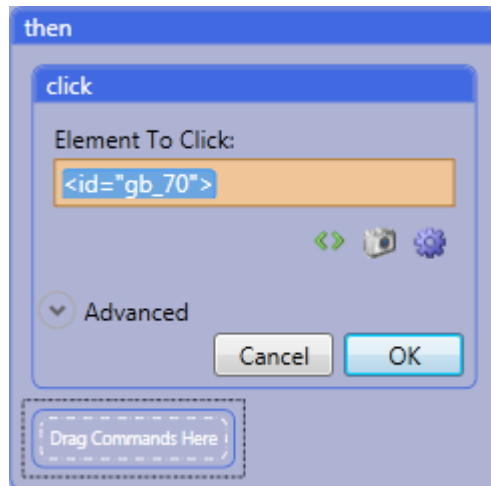 then
click
Element To Click:
<id="gb_70">
Advanced
Cancel OK
Drag Commands Here